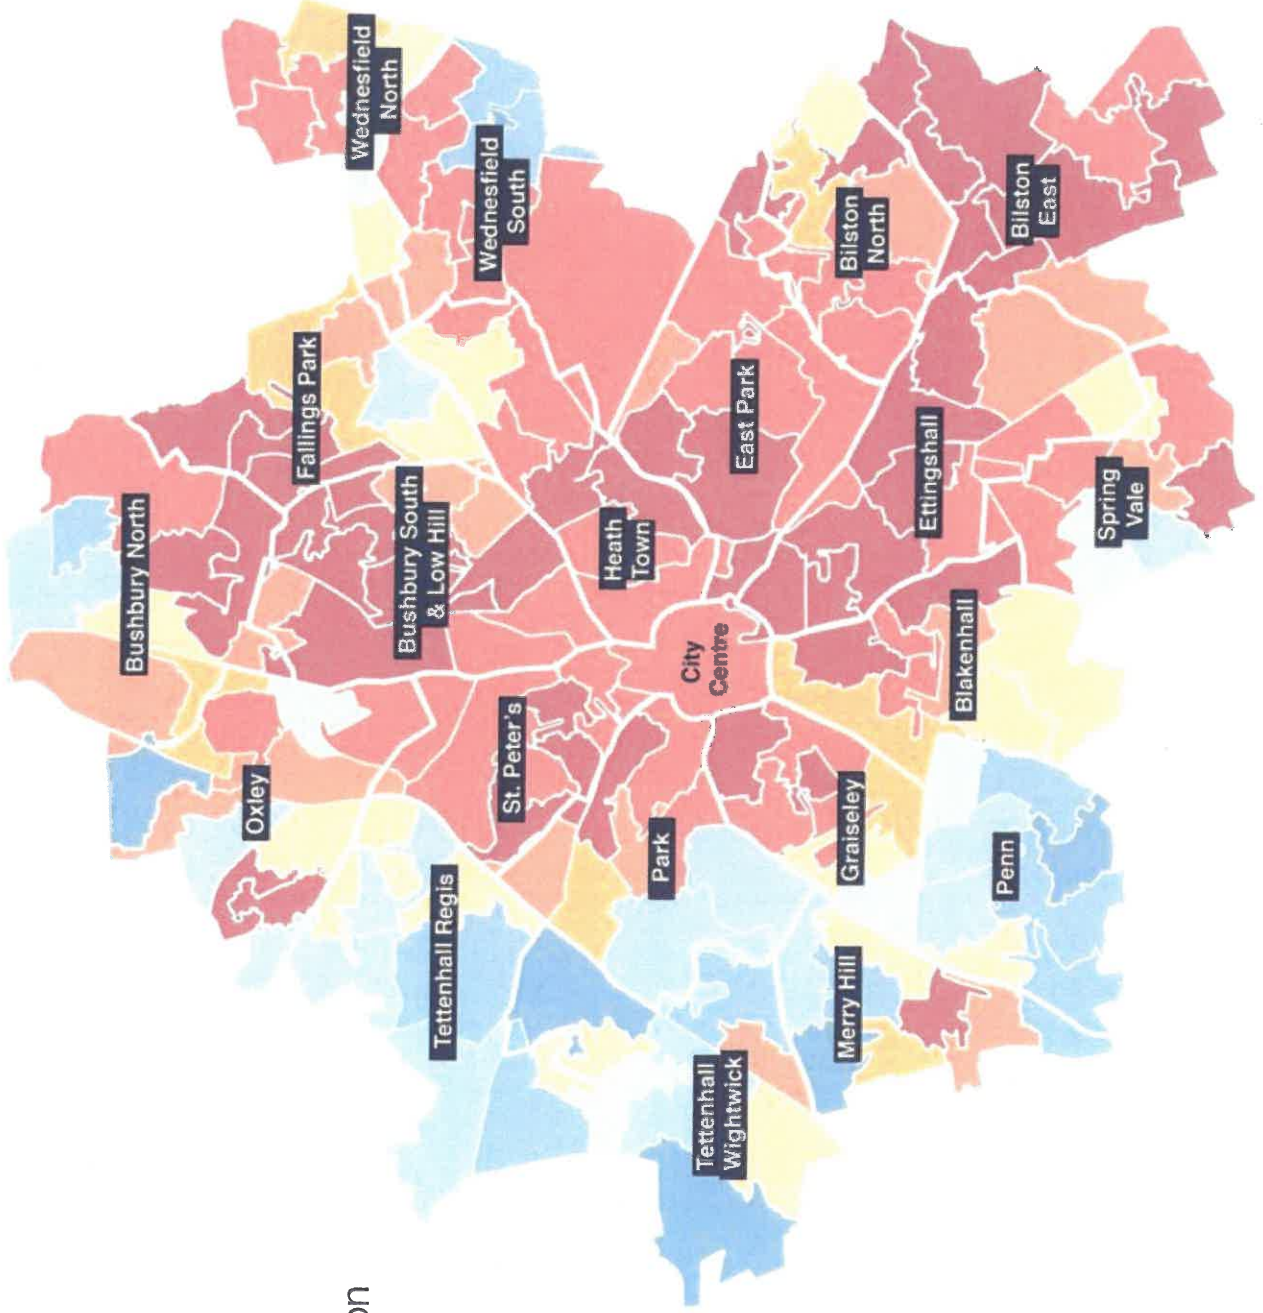 Bushbury North
Oxley
Fallings Park
on
Wednesfield
North
Bushbury South
& Low Hill
Tettenhall Regis
Wednesfield
South
St. Peter's
Heath
Town
Park
City
Centre
Tettenhall
Wightwick
East Park
Merry Hill
Graiseley
Bilston
North
Ettingshall
Blakenhall
Penn
Bilston
East
Spring
Vale